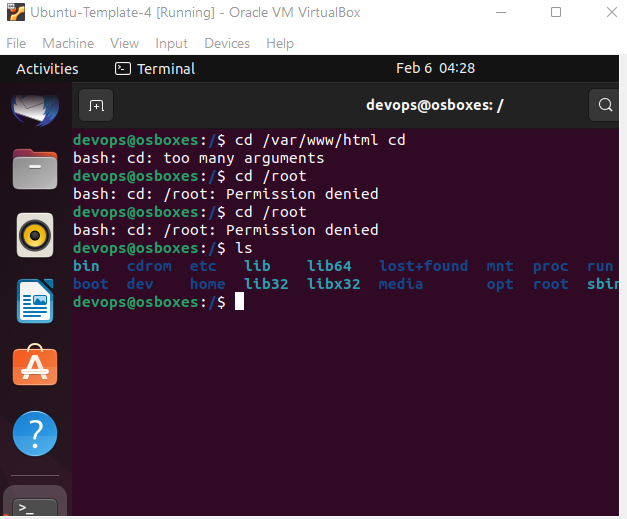 Ubuntu-Template-4 [Running] - Oracle VM VirtualBox
File Machine View Input Devices Help
Activities Terminal Feb 6 04:28
devops@osboxes: /
devops@osboxes:/$ cd /var/www/html cd
bash: cd: too many arguments
devops@osboxes:/$ cd /root
bash: cd: /root: Permission denied
devops@osboxes:/$ cd /root
bash: cd: /root: Permission denied
devops@osboxes:/$ ls
bin cdrom etc lib lib64 lost+found mnt proc run
boot dev home lib32 libx32 media opt root sbin
devops@osboxes:/$